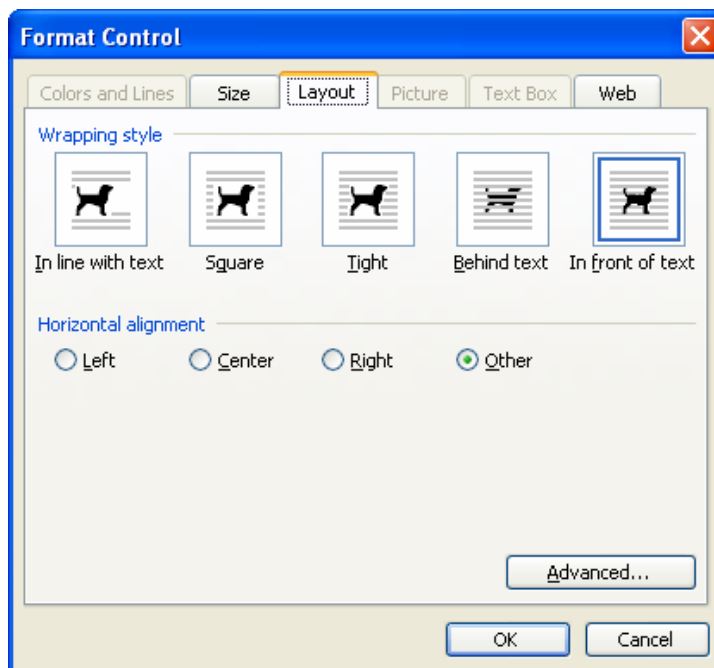 Format Control
Colors and Lines Size Layout Picture Text Box Web
Wrapping style
In line with text Square Tight Behind text In front of text
Horizontal alignment
Left Center Right Other
Advanced...
OK Cancel